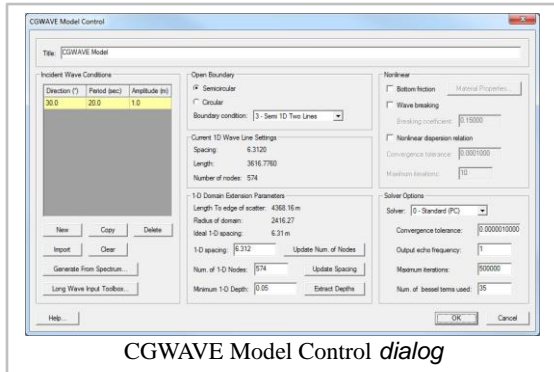 CGWAVE Model Control
Title: CGWAVE Model
Incident Wave Conditions
Direction (°) Period (sec) Amplitude (m)
30.0 20.0 1.0
New Copy Delete
Import Clear
Generate From Spectrum...
Long Wave Input Toolbox...
Open Boundary
Semicircular
Circular
Boundary condition: 3 - Semi 1D Two Lines
Current 1D Wave Line Settings
Spacing: 6.3120
Length: 3616.7760
Number of nodes: 574
1-D Domain Extension Parameters
Length To edge of scatter: 4368.16 m
Radius of domain: 2416.27
Ideal 1-D spacing: 6.31 m
1-D spacing: 6.312 Update Num. of Nodes
Num. of 1-D Nodes: 574 Update Spacing
Minimum 1-D Depth: 0.05 Extract Depths
Nonlinear
Bottom friction Material Properties...
Wave breaking
Breaking coefficient: 0.15000
Nonlinear dispersion relation
Convergence tolerance: 0.0001000
Maximum iterations: 10
Solver Options
Solver: 0 - Standard (PC)
Convergence tolerance: 0.0000010000
Output echo frequency: 1
Maximum iterations: 500000
Num. of bessel terms used: 35
Help... OK Cancel
CGWAVE Model Control dialog